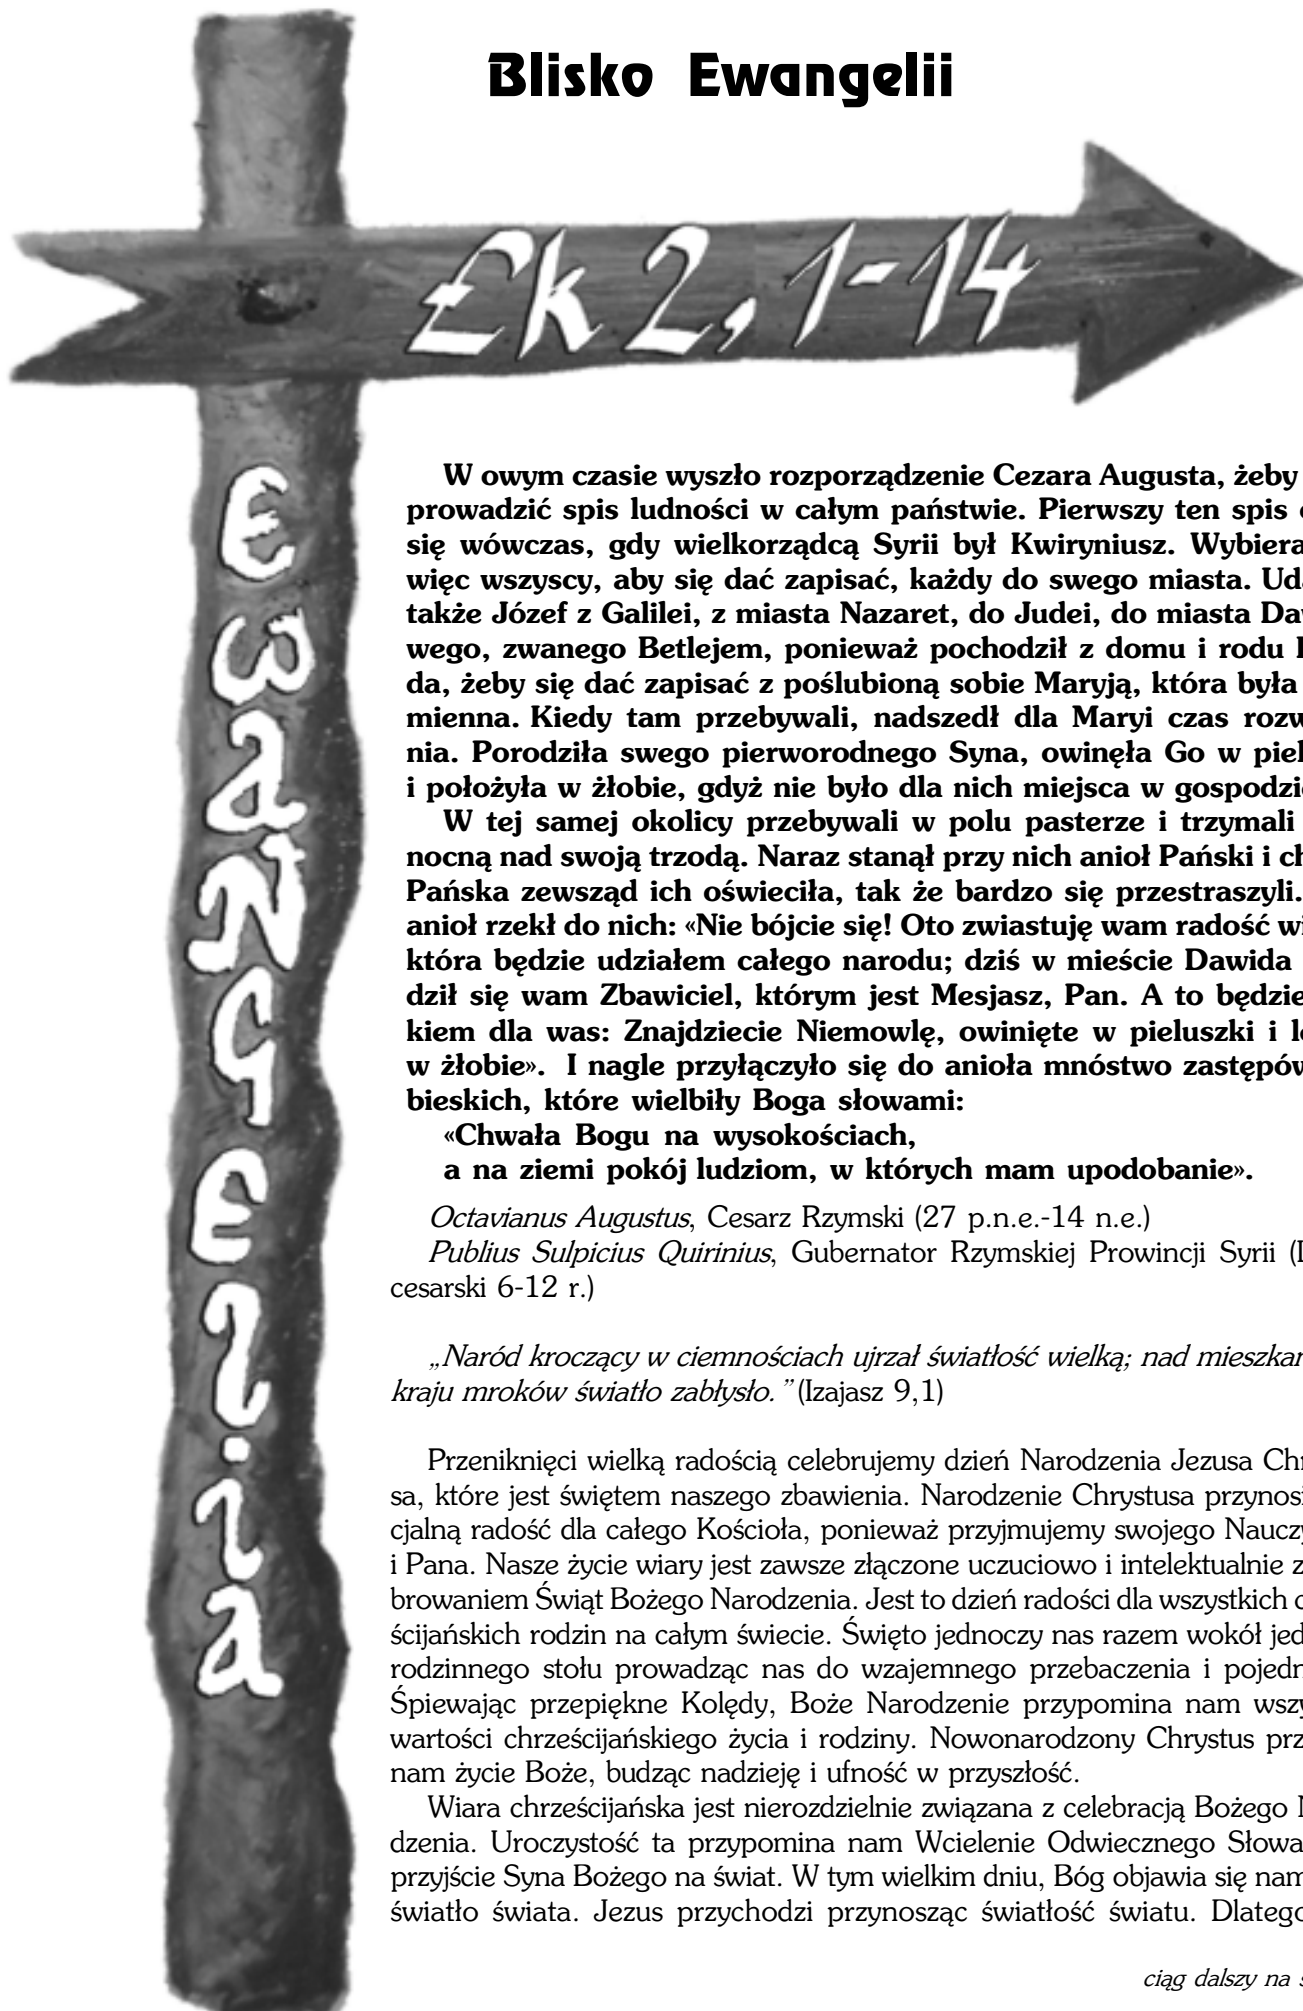 Blisko Ewangelii
Łk 2, 1-14
Ewangelia
W owym czasie wyszło rozporządzenie Cezara Augusta, żeby
prowadzić spis ludności w całym państwie. Pierwszy ten spis
się wówczas, gdy wielkorządcą Syrii był Kwiryniusz.
więc wszyscy, aby się dać zapisać, każdy do swego miasta.
także Józef z Galilei, z miasta Nazaret, do Judei, do miasta
wego, zwanego Betlejem, ponieważ pochodził z domu i rodu
da, żeby się dać zapisać z poślubioną sobie Maryją, która była
mienna. Kiedy tam przebywali, nadszedł dla Maryi czas
nia. Porodziła swego pierworodnego Syna, owinęła Go w
i położyła w żłobie, gdyż nie było dla nich miejsca w
W tej samej okolicy przebywali w polu pasterze i trzymali
nocną nad swoją trzodą. Naraz stanął przy nich anioł Pański i
Pańska zewsząd ich oświeciła, tak że bardzo się przestraszyli.
anioł rzekł do nich: «Nie bójcie się! Oto zwiastuję wam radość
która będzie udziałem całego narodu; dziś w mieście Dawida
dził się wam Zbawiciel, którym jest Mesjasz, Pan. A to będzie
kiem dla was: Znajdziecie Niemowlę, owinięte w pieluszki i
w żłobie». I nagle przyłączyło się do anioła mnóstwo
bieskich, które wielbiły Boga słowami:
«Chwała Bogu na wysokościach,
a na ziemi pokój ludziom, w których mam upodobanie».
Octavianus Augustus, Cesarz Rzymski (27 p.n.e.-14 n.e.)
Publius Sulpicius Quirinius, Gubernator Rzymskiej Prowincji Syrii
cesarski 6-12 r.)
„Naród kroczący w ciemnościach ujrzał światłość wielką; nad
kraju mroków światło zabłysło.” (Izajasz 9,1)
Przeniknięci wielką radością celebrujemy dzień Narodzenia Jezusa
sa, które jest świętem naszego zbawienia. Narodzenie Chrystusa
cjalną radość dla całego Kościoła, ponieważ przyjmujemy swojego
i Pana. Nasze życie wiary jest zawsze złączone uczuciowo i intelektualnie z
browaniem Świąt Bożego Narodzenia. Jest to dzień radości dla wszystkich
ścijańskich rodzin na całym świecie. Święto jednoczy nas razem wokół
rodzinnego stołu prowadząc nas do wzajemnego przebaczenia i
Śpiewając przepiękne Kolędy, Boże Narodzenie przypomina nam
wartości chrześcijańskiego życia i rodziny. Nowonarodzony Chrystus
nam życie Boże, budząc nadzieję i ufność w przyszłość.
Wiara chrześcijańska jest nierozdzielnie związana z celebracją Bożego
dzenia. Uroczystość ta przypomina nam Wcielenie Odwiecznego Słowa
przyjście Syna Bożego na świat. W tym wielkim dniu, Bóg objawia się nam
światło świata. Jezus przychodzi przynosząc światłość światu. Dlatego
ciąg dalszy na